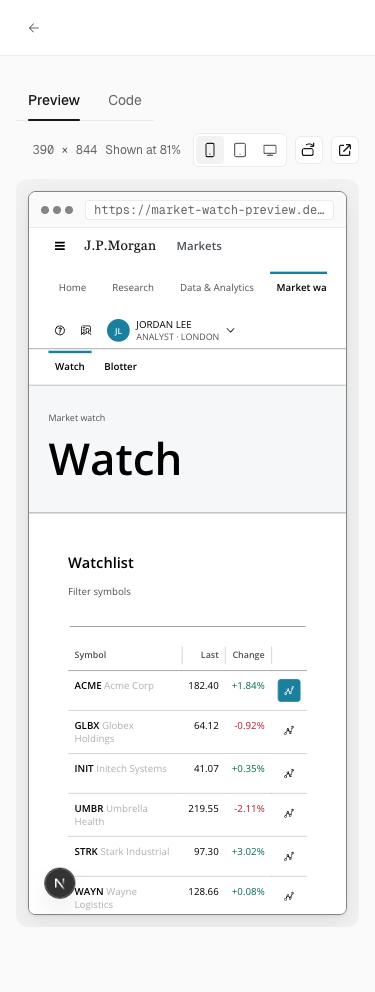 Preview Code
390 × 844 Shown at 81%
https://market-watch-preview.de…
J.P.Morgan Markets
Home Research Data & Analytics Market wa
JL JORDAN LEE
ANALYST · LONDON
Watch Blotter
Market watch
Watch
Watchlist
Filter symbols
Symbol Last Change
ACME Acme Corp 182.40 +1.84%
GLBX Globex 64.12 -0.92%
Holdings
INIT Initech Systems 41.07 +0.35%
UMBR Umbrella 219.55 -2.11%
Health
STRK Stark Industrial 97.30 +3.02%
N WAYN Wayne 128.66 +0.08%
Logistics